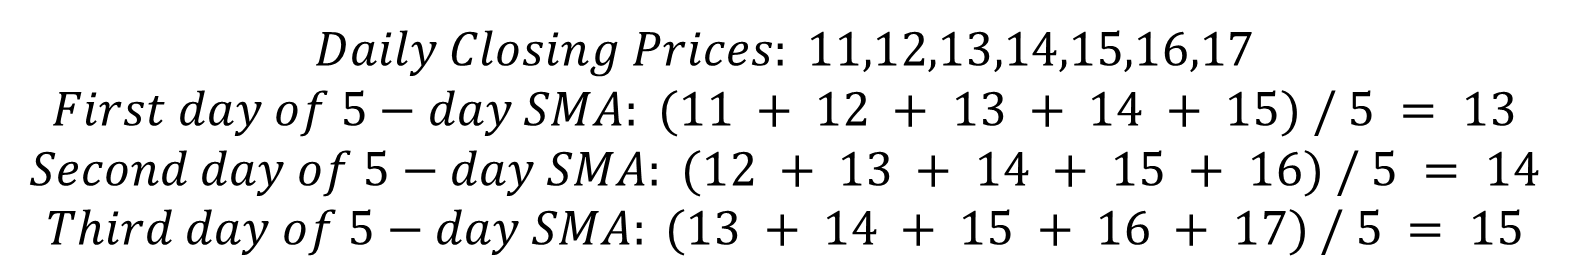 Daily Closing Prices: 11,12,13,14,15,16,17
First day of 5 − day SMA: (11 + 12 + 13 + 14 + 15) / 5 = 13
Second day of 5 − day SMA: (12 + 13 + 14 + 15 + 16) / 5 = 14
Third day of 5 − day SMA: (13 + 14 + 15 + 16 + 17) / 5 = 15